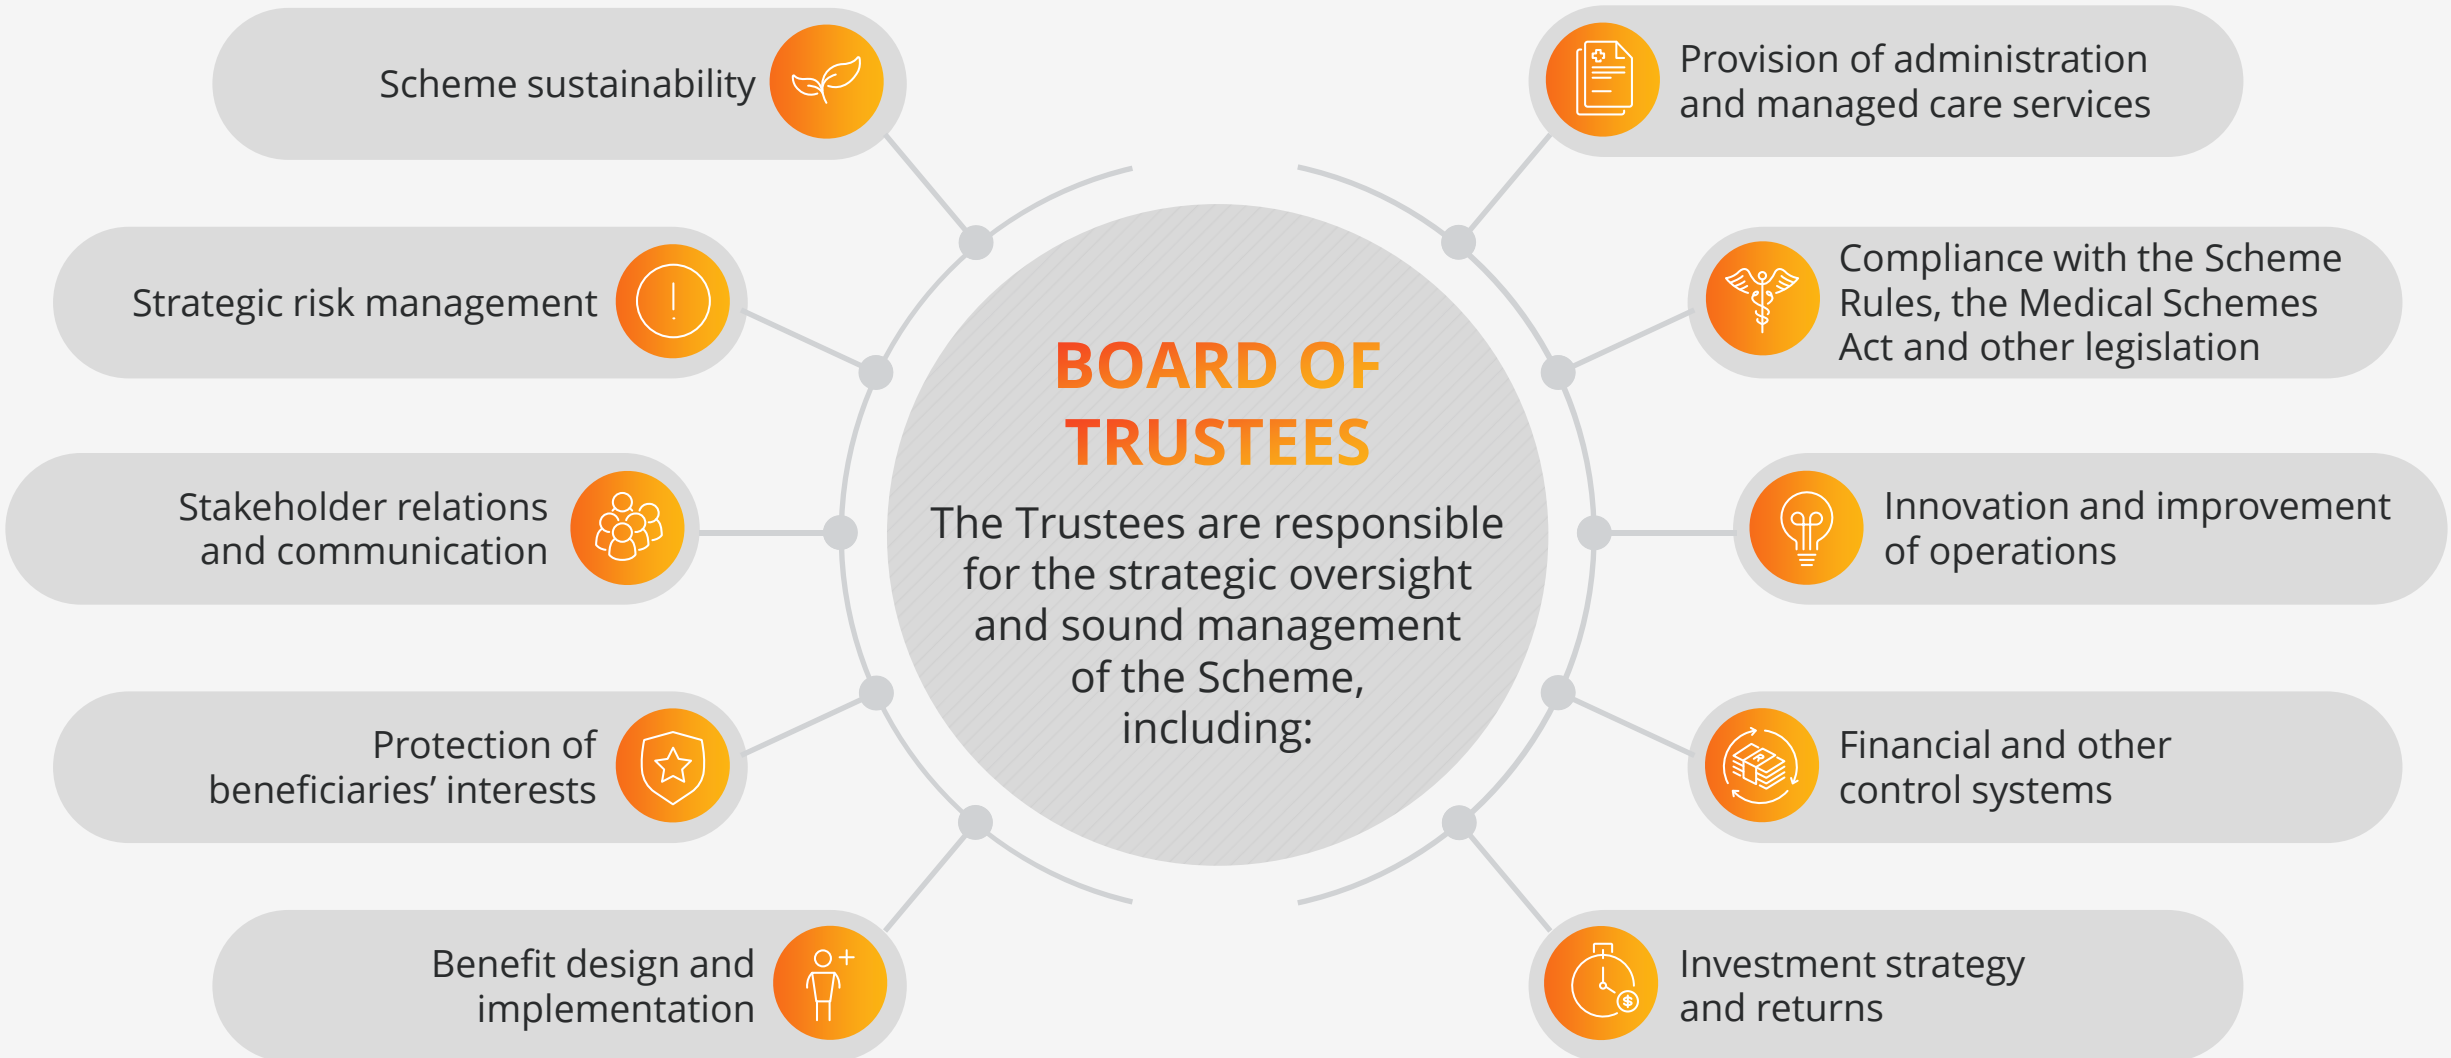 BOARD OF
TRUSTEES
The Trustees are responsible
for the strategic oversight
and sound management
of the Scheme,
including:
Scheme sustainability
Strategic risk management
Stakeholder relations
and communication
Protection of
beneficiaries’ interests
Benefit design and
implementation
Provision of administration
and managed care services
Compliance with the Scheme
Rules, the Medical Schemes
Act and other legislation
Innovation and improvement
of operations
Financial and other
control systems
R
Investment strategy
and returns
$